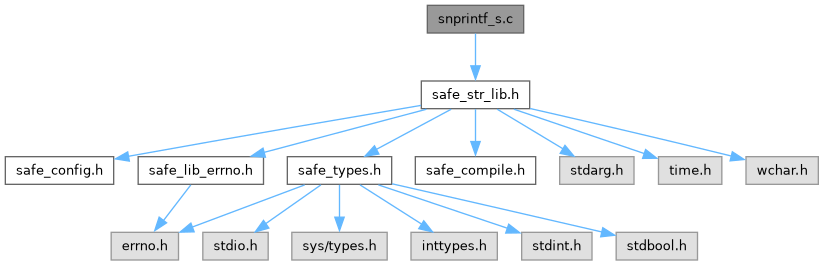 snprintf_s.c
safe_str_lib.h
safe_config.h
safe_lib_errno.h
safe_types.h
safe_compile.h
stdarg.h
time.h
wchar.h
errno.h
stdio.h
sys/types.h
inttypes.h
stdint.h
stdbool.h